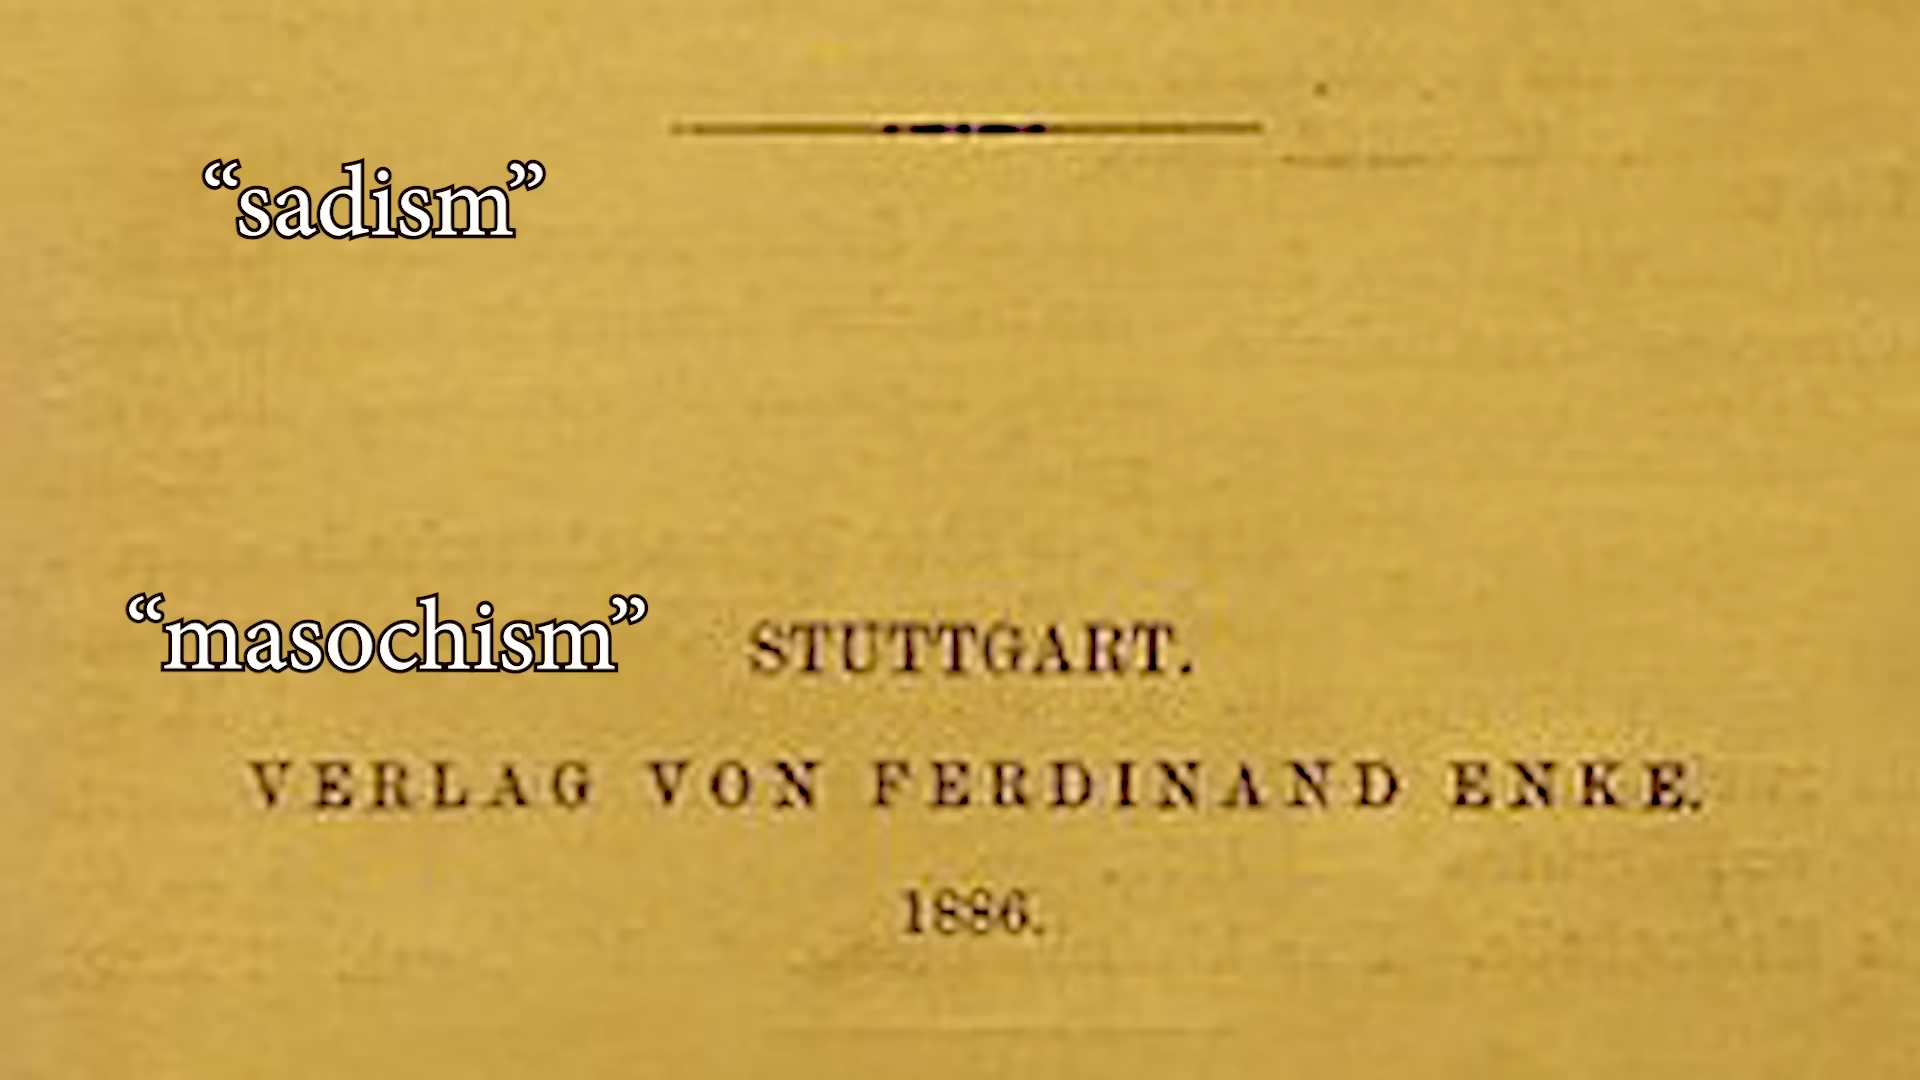 “sadism”
“masochism”
STUTTGART.
VERLAG VON FERDINAND ENKE.
1886.